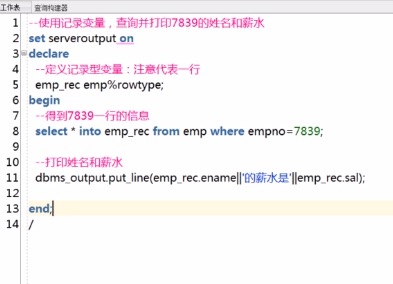 工作表 查询构建器
1 --使用记录变量，查询并打印7839的姓名和薪水
2 set serveroutput on
3 declare
4 --定义记录型变量：注意代表一行
5 emp_rec emp%rowtype;
6 begin
7 --得到7839一行的信息
8 select * into emp_rec from emp where empno=7839;
9
10 --打印姓名和薪水
11 dbms_output.put_line(emp_rec.ename||'的薪水是'||emp_rec.sal);
12
13 end;
14 /